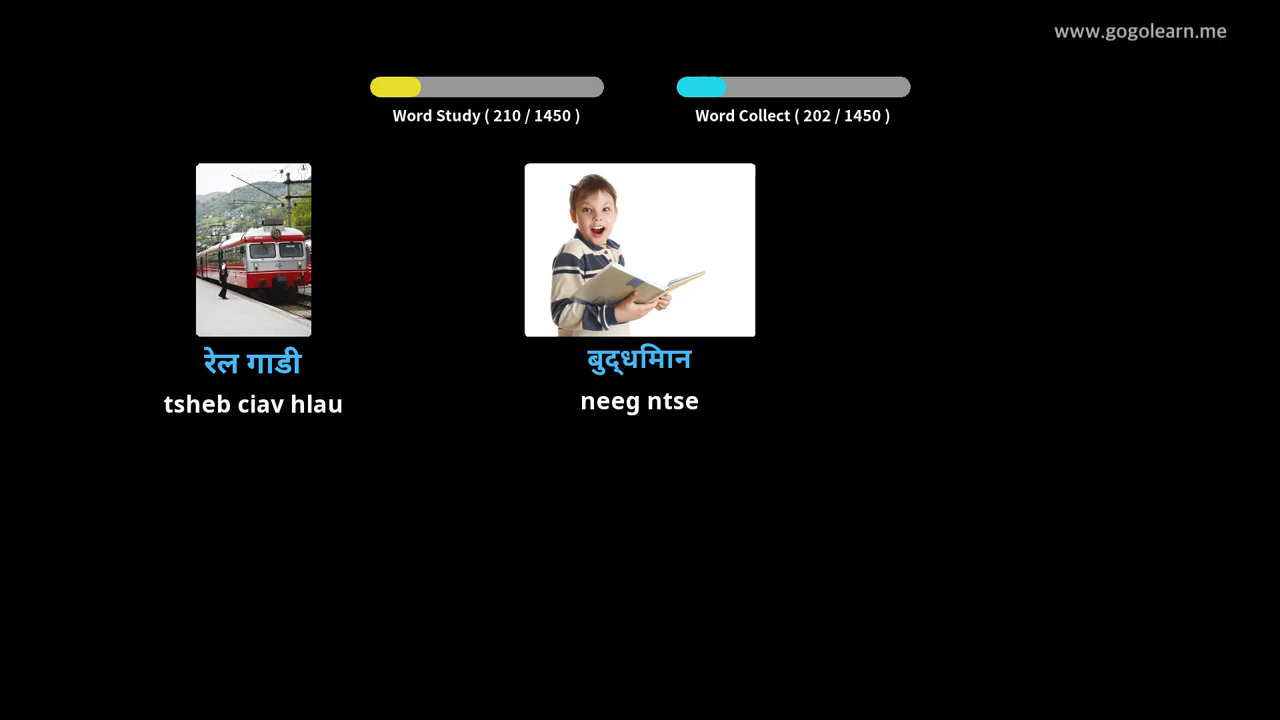 www.gogolearn.me
Word Study ( 210 / 1450 )
Word Collect ( 202 / 1450 )
रेल गाडी
tsheb ciav hlau
बुद्धिमान
neeg ntse